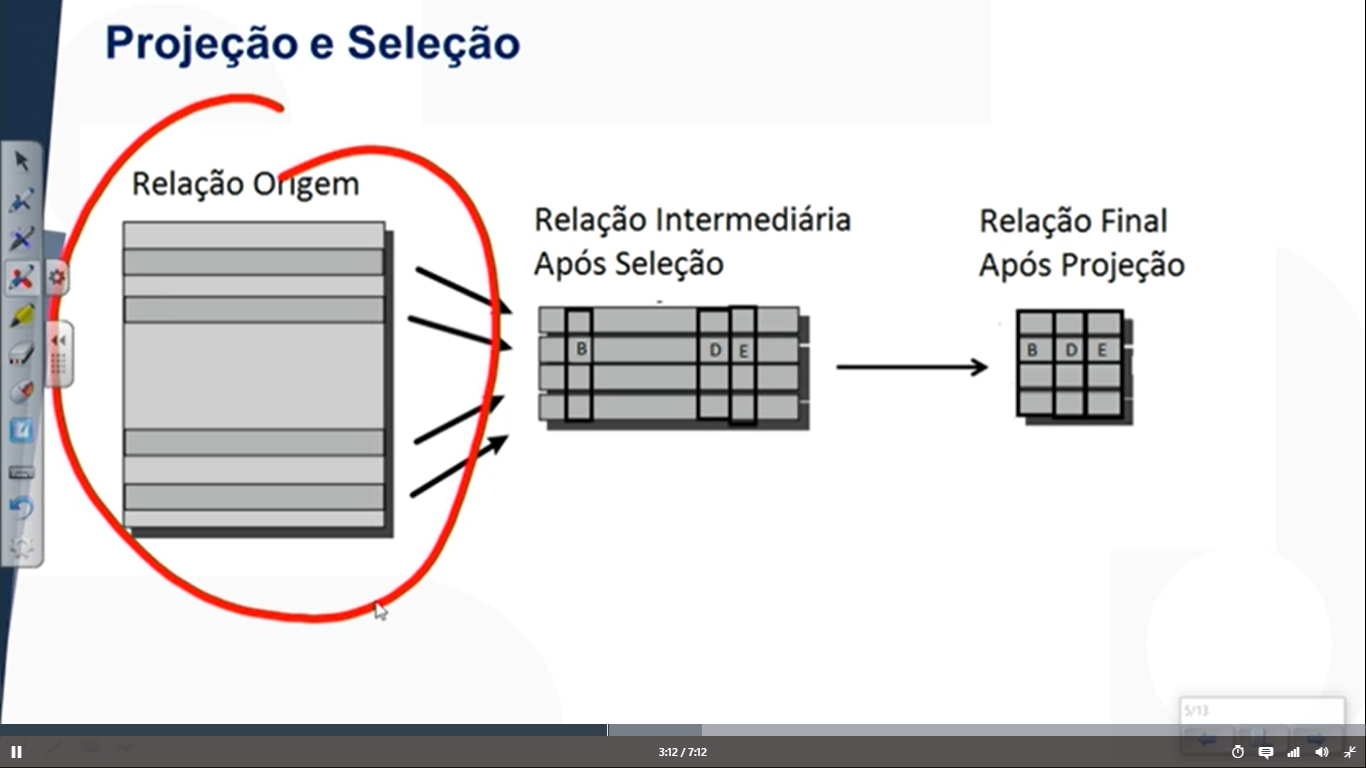 Projeção e Seleção
Relação Origem
Relação Intermediária
Após Seleção
Relação Final
Após Projeção
B D E
B D E
5/13
3:12 / 7:12